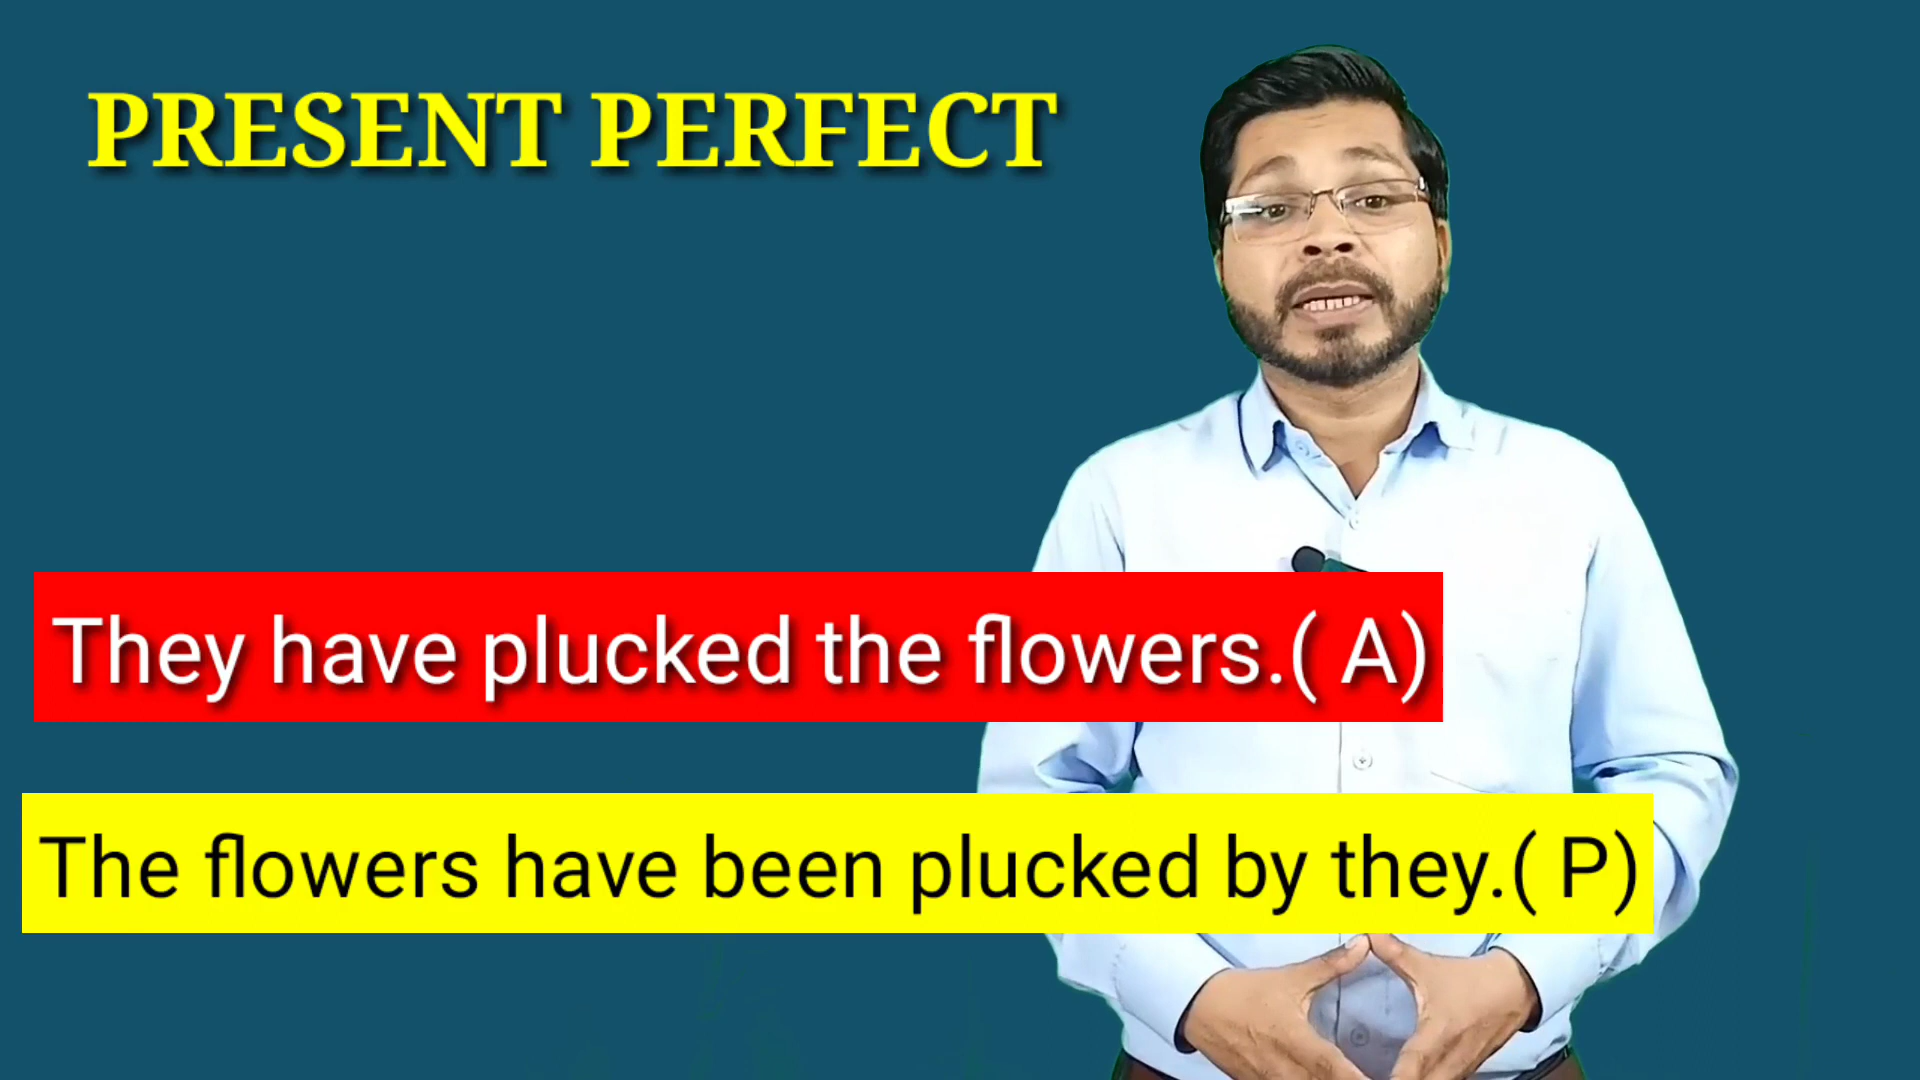 PRESENT PERFECT
They have plucked the flowers.( A)
The flowers have been plucked by they.( P)